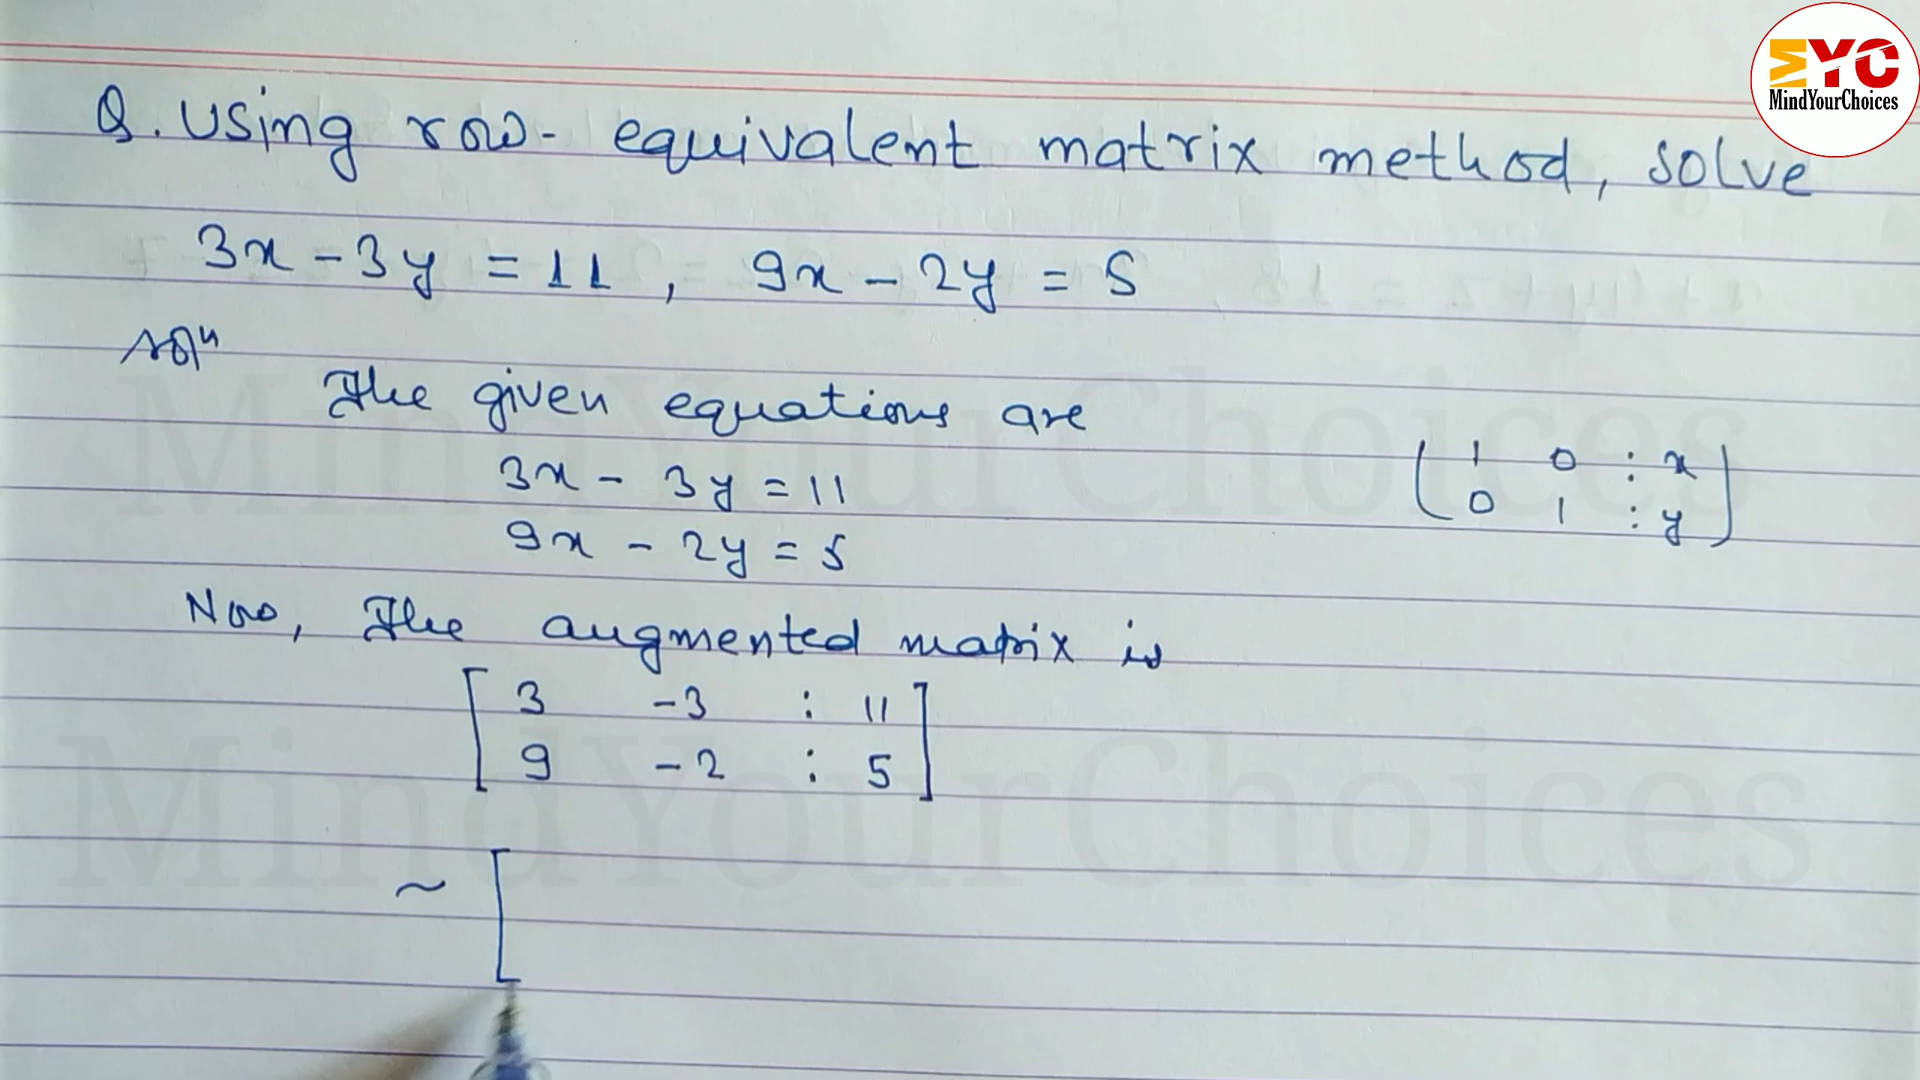 MYC
MindYourChoices
Q. Using row- equivalent matrix method, solve
3x - 3y = 11 , 9x - 2y = 5
Solⁿ
The given equations are
3x - 3y = 11
9x - 2y = 5
( 1 0 : x
0 1 : y )
Now, The augmented matrix is
[ 3 -3 : 11
9 -2 : 5 ]
~ [
MindYourChoices
MindYourChoices